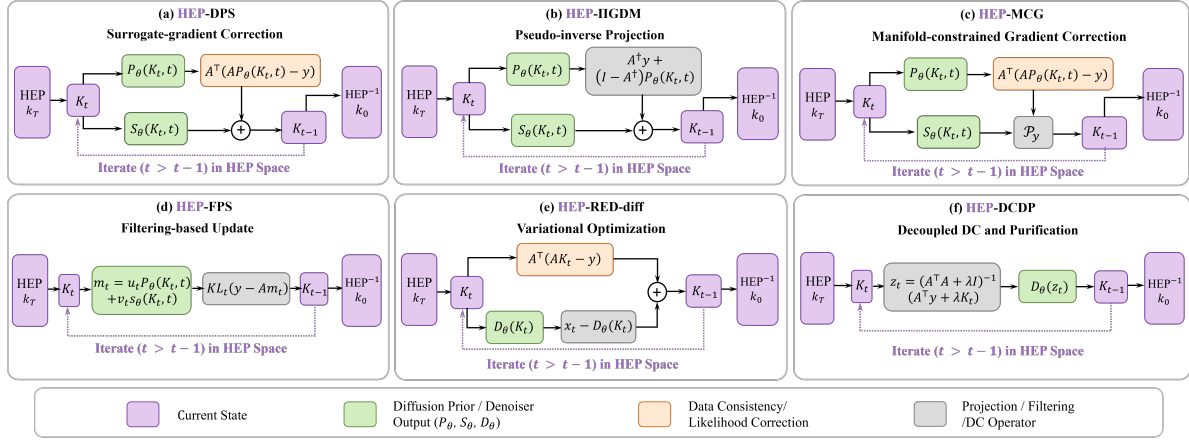 (a) HEP-DPS
Surrogate-gradient Correction
HEP
k_T
K_t
P_θ(K_t, t)
A^⊤(AP_θ(K_t, t) − y)
S_θ(K_t, t)
+
K_{t−1}
HEP^{−1}
k_0
Iterate (t > t − 1) in HEP Space
(b) HEP-ΠGDM
Pseudo-inverse Projection
HEP
k_T
K_t
P_θ(K_t, t)
A^†y +
(I − A^†)P_θ(K_t, t)
S_θ(K_t, t)
+
K_{t−1}
HEP^{−1}
k_0
Iterate (t > t − 1) in HEP Space
(c) HEP-MCG
Manifold-constrained Gradient Correction
HEP
k_T
K_t
P_θ(K_t, t)
A^⊤(AP_θ(K_t, t) − y)
S_θ(K_t, t)
𝒫_y
K_{t−1}
HEP^{−1}
k_0
Iterate (t > t − 1) in HEP Space
(d) HEP-FPS
Filtering-based Update
HEP
k_T
K_t
m_t = u_tP_θ(K_t, t)
+v_ts_θ(K_t, t)
KL_t(y − Am_t)
K_{t−1}
HEP^{−1}
k_0
Iterate (t > t − 1) in HEP Space
(e) HEP-RED-diff
Variational Optimization
HEP
k_T
K_t
A^⊤(AK_t − y)
D_θ(K_t)
x_t − D_θ(K_t)
+
K_{t−1}
HEP^{−1}
k_0
Iterate (t > t − 1) in HEP Space
(f) HEP-DCDP
Decoupled DC and Purification
HEP
k_T
K_t
z_t = (A^⊤A + λI)^{−1}
(A^⊤y + λK_t)
D_θ(z_t)
K_{t−1}
HEP^{−1}
k_0
Iterate (t > t − 1) in HEP Space
Current State
Diffusion Prior / Denoiser
Output (P_θ, S_θ, D_θ)
Data Consistency/
Likelihood Correction
Projection / Filtering
/DC Operator